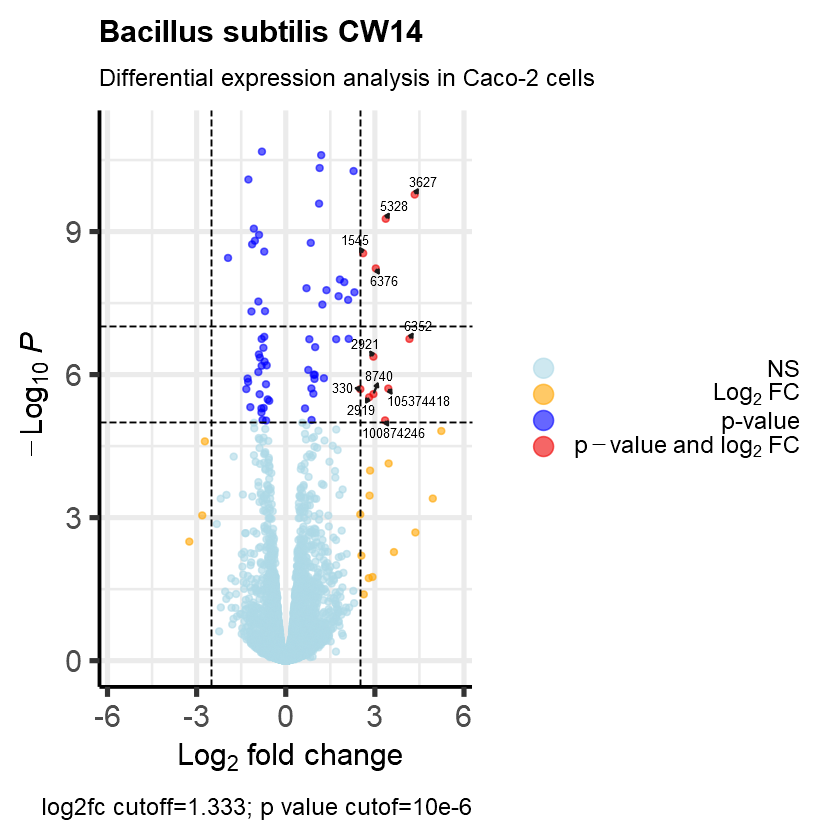 Bacillus subtilis CW14
Differential expression analysis in Caco-2 cells
3627
5328
1545
6376
6352
2921
8740
330
105374418
2919
100874246
9
6
3
0
-6 -3 0 3 6
−Log10 P
Log2 fold change
NS
Log2 FC
p-value
p−value and log2 FC
log2fc cutoff=1.333; p value cutof=10e-6